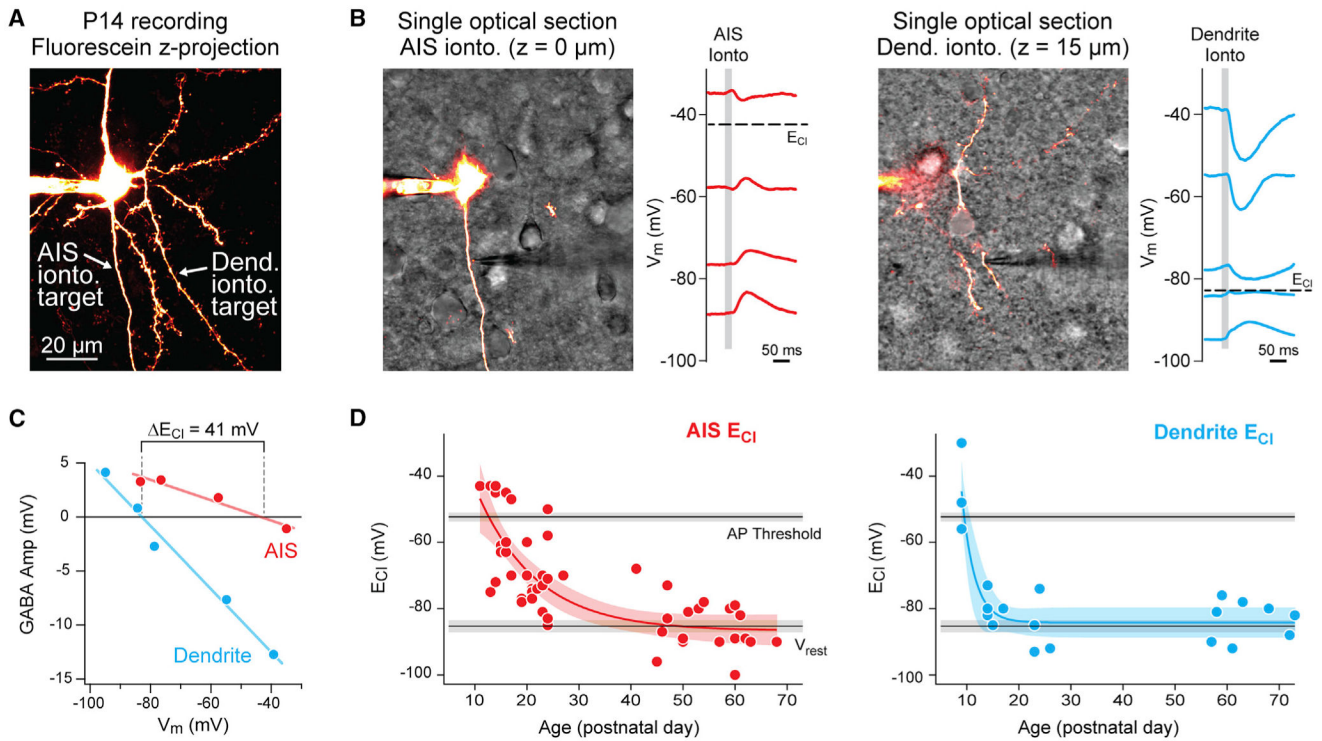 A
P14 recording
Fluorescein z-projection
AIS
ionto.
target
Dend.
ionto.
target
20 µm
B
Single optical section
AIS ionto. (z = 0 µm)
AIS
Ionto
Vm (mV)
-40
-60
-80
-100
ECl
50 ms
Single optical section
Dend. ionto. (z = 15 µm)
Dendrite
Ionto
Vm (mV)
-40
-60
-80
-100
ECl
50 ms
C
ΔECl = 41 mV
GABA Amp (mV)
5
0
-5
-10
-15
AIS
Dendrite
-100
-80
-60
-40
Vm (mV)
D
AIS ECl
ECl (mV)
-40
-60
-80
-100
AP Threshold
Vrest
10 20 30 40 50 60 70
Age (postnatal day)
Dendrite ECl
ECl (mV)
-40
-60
-80
-100
10 20 30 40 50 60 70
Age (postnatal day)